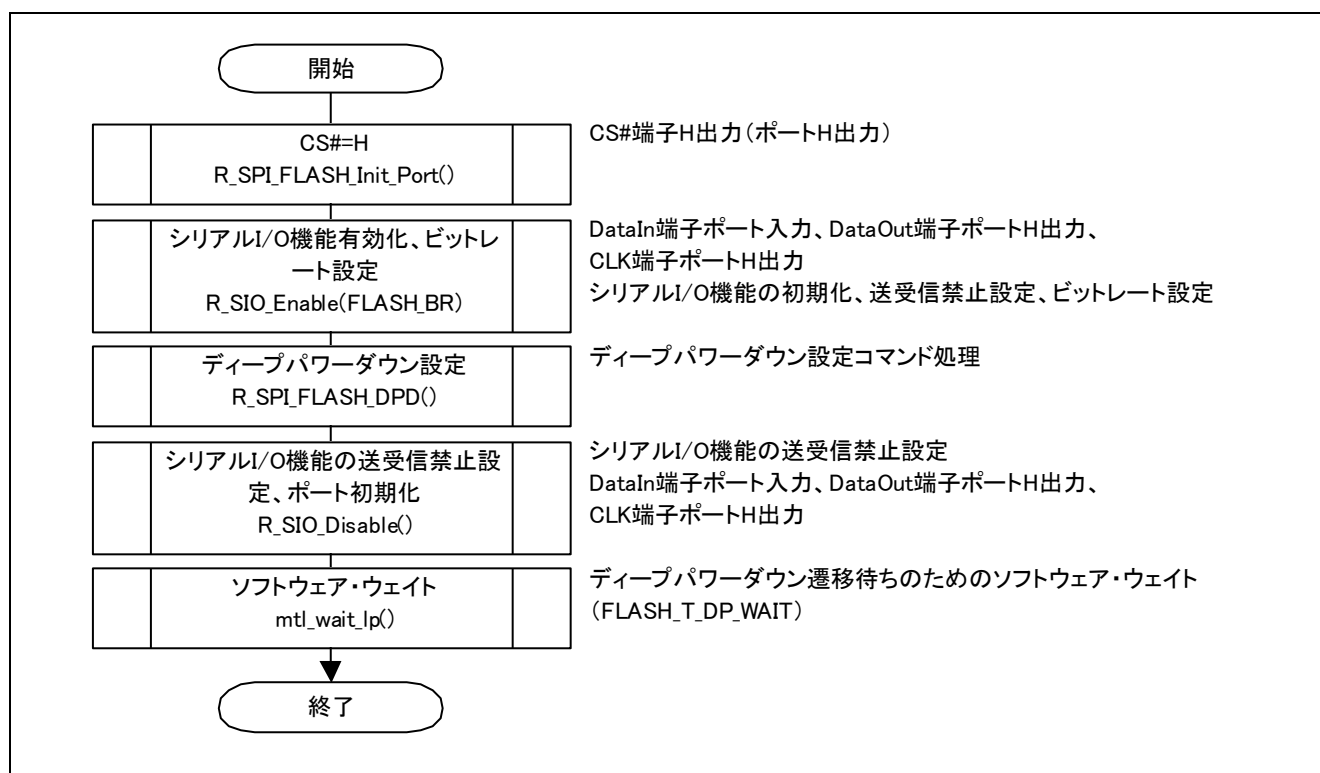 開始
CS#=H
R_SPI_FLASH_Init_Port()
CS#端子H出力（ポートH出力）
シリアルI/O機能有効化、ビットレ
ート設定
R_SIO_Enable(FLASH_BR)
DataIn端子ポート入力、DataOut端子ポートH出力、
CLK端子ポートH出力
シリアルI/O機能の初期化、送受信禁止設定、ビットレート設定
ディープパワーダウン設定
R_SPI_FLASH_DPD()
ディープパワーダウン設定コマンド処理
シリアルI/O機能の送受信禁止設
定、ポート初期化
R_SIO_Disable()
シリアルI/O機能の送受信禁止設定
DataIn端子ポート入力、DataOut端子ポートH出力、
CLK端子ポートH出力
ソフトウェア・ウェイト
mtl_wait_lp()
ディープパワーダウン遷移待ちのためのソフトウェア・ウェイト
（FLASH_T_DP_WAIT）
終了